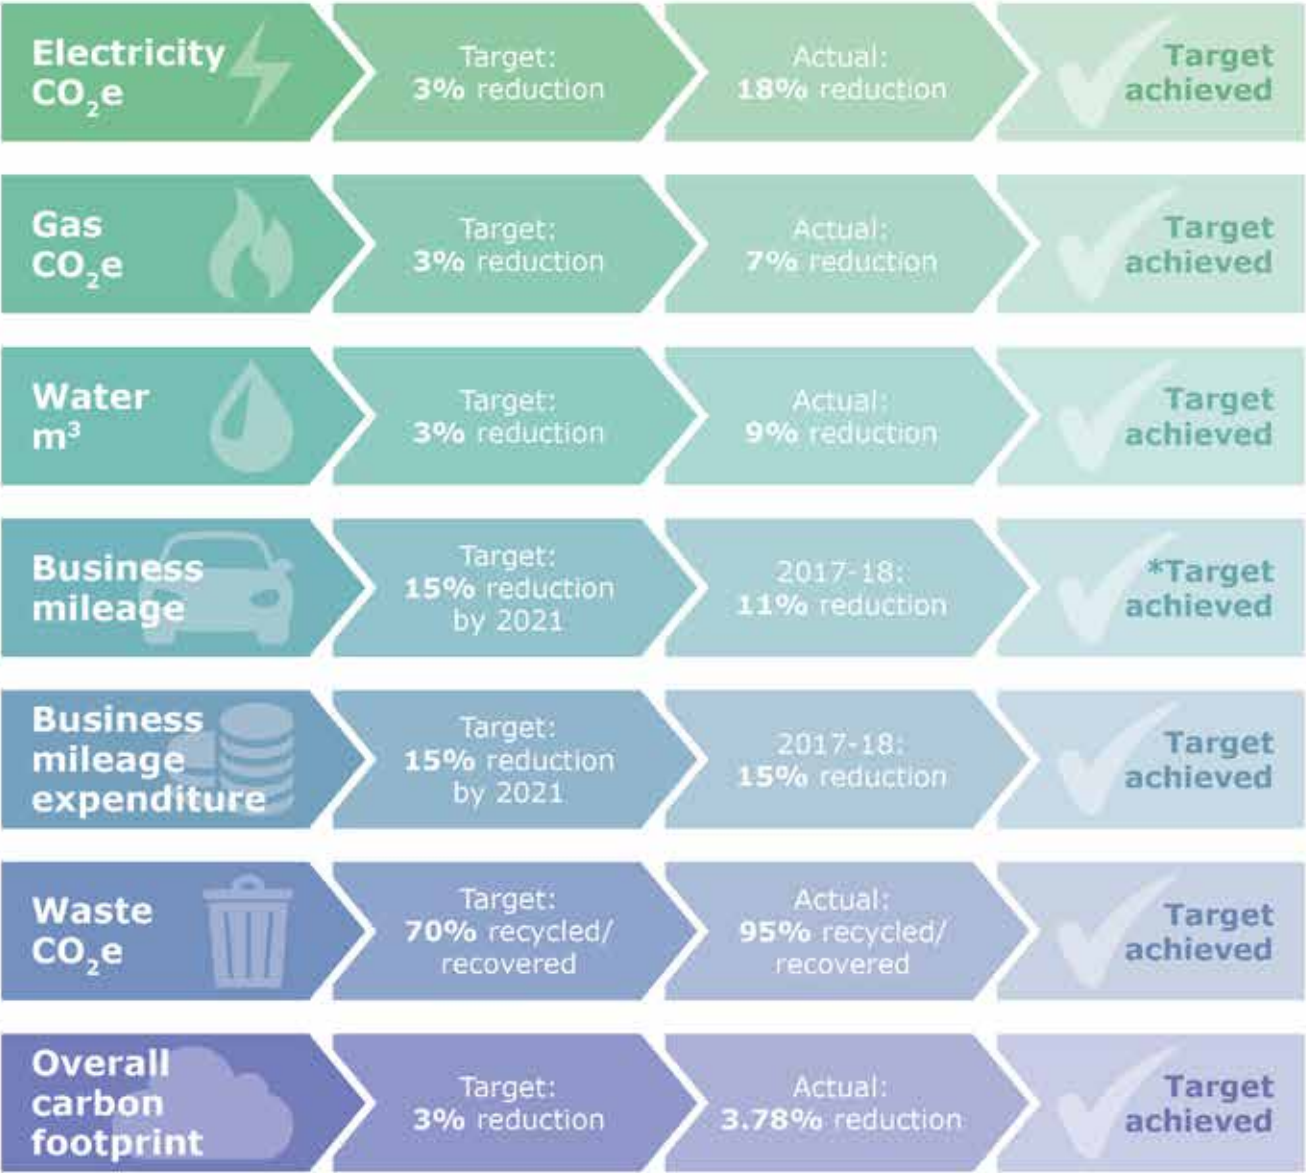 Electricity
CO₂e
Target:
3% reduction
Actual:
18% reduction
Target
achieved
Gas
CO₂e
Target:
3% reduction
Actual:
7% reduction
Target
achieved
Water
m³
Target:
3% reduction
Actual:
9% reduction
Target
achieved
Business
mileage
Target:
15% reduction
by 2021
2017-18:
11% reduction
*Target
achieved
Business
mileage
expenditure
Target:
15% reduction
by 2021
2017-18:
15% reduction
Target
achieved
Waste
CO₂e
Target:
70% recycled/
recovered
Actual:
95% recycled/
recovered
Target
achieved
Overall
carbon
footprint
Target:
3% reduction
Actual:
3.78% reduction
Target
achieved